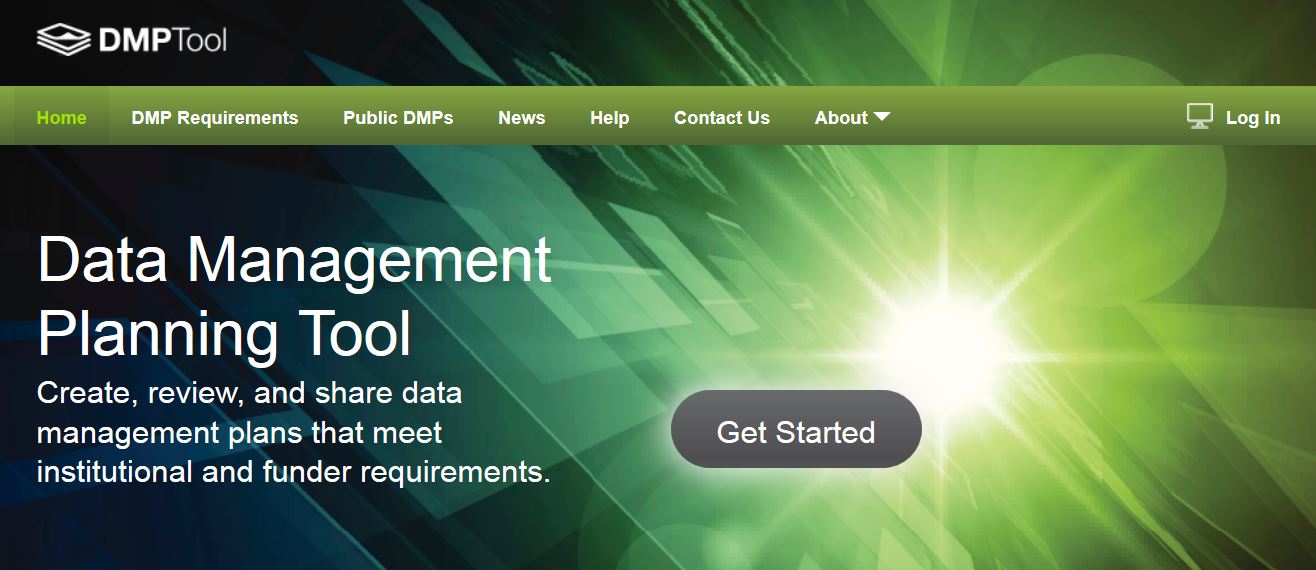 DMPTool
Home DMP Requirements Public DMPs News Help Contact Us About Log In
Data Management
Planning Tool
Create, review, and share data
management plans that meet
institutional and funder requirements.
Get Started